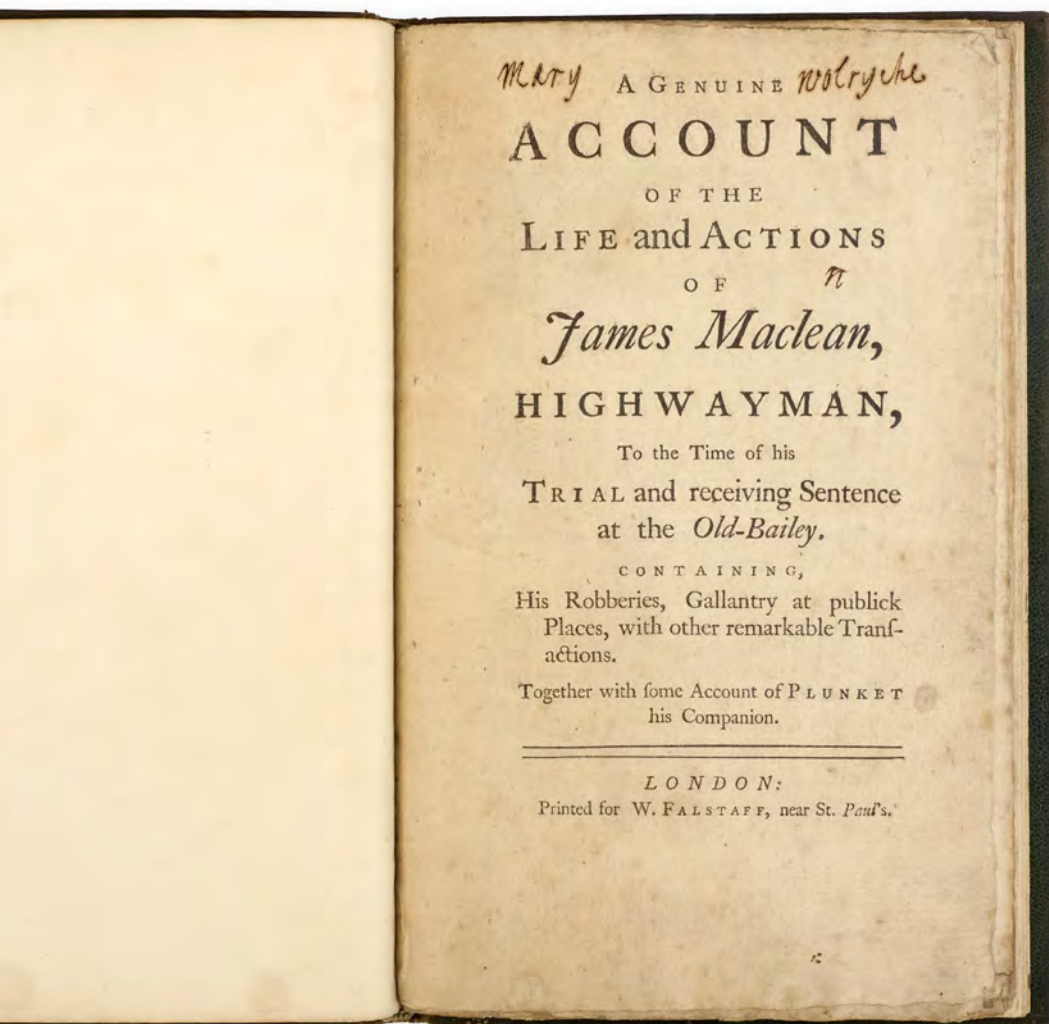 Mary A GENUINE Wolryche
ACCOUNT
OF THE
LIFE and ACTIONS
OF n
James Maclean,
HIGHWAYMAN,
To the Time of his
TRIAL and receiving Sentence
at the Old-Bailey.
CONTAINING,
His Robberies, Gallantry at publick
Places, with other remarkable Tranſ-
actions.
Together with ſome Account of PLUNKET
his Companion.
LONDON:
Printed for W. FALSTAFF, near St. Paul's.